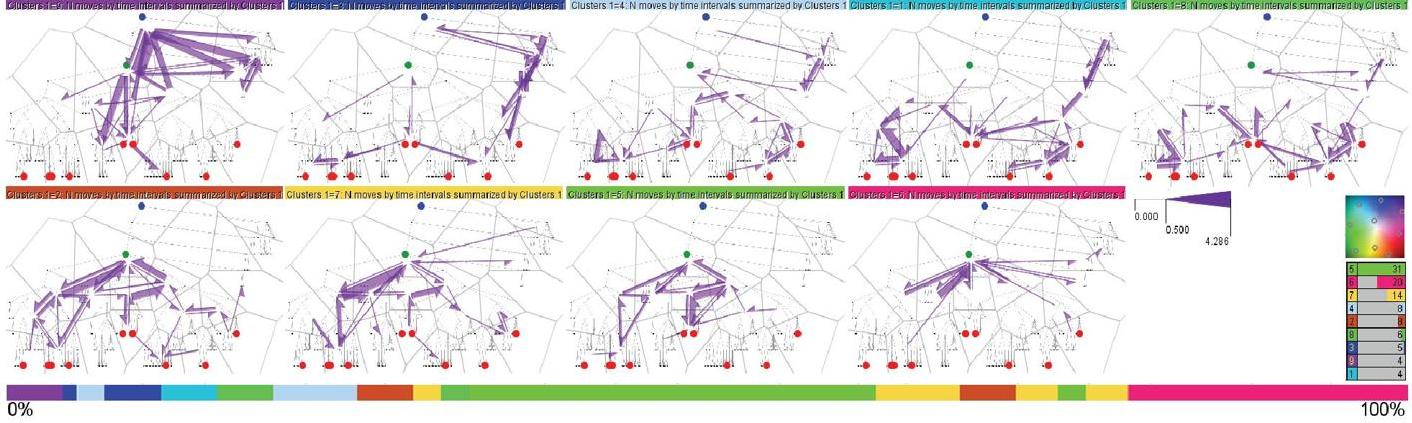 Clusters 1=9: N moves by time intervals summarized by Clusters 1
Clusters 1=3: N moves by time intervals summarized by Clusters 1
Clusters 1=4: N moves by time intervals summarized by Clusters 1
Clusters 1=1: N moves by time intervals summarized by Clusters 1
Clusters 1=8: N moves by time intervals summarized by Clusters 1
Clusters 1=2: N moves by time intervals summarized by Clusters 1
Clusters 1=7: N moves by time intervals summarized by Clusters 1
Clusters 1=5: N moves by time intervals summarized by Clusters 1
Clusters 1=6: N moves by time intervals summarized by Clusters 1
0.000
0.500
4.286
5 31
6 20
7 14
4 8
8
8 6
3 5
9 4
1 4
0%
100%